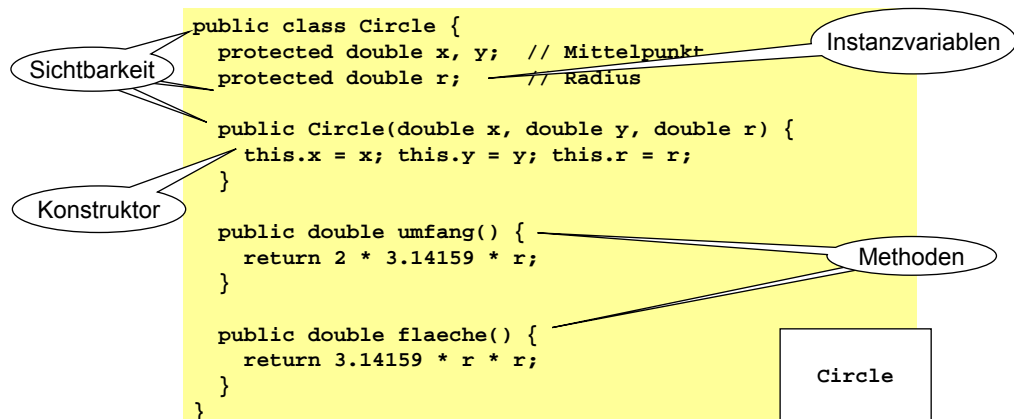 public class Circle {
protected double x, y;  // Mittelpunkt
protected double r;     // Radius
public Circle(double x, double y, double r) {
this.x = x; this.y = y; this.r = r;
}
public double umfang() {
return 2 * 3.14159 * r;
}
public double flaeche() {
return 3.14159 * r * r;
}
}
Sichtbarkeit
Konstruktor
Instanzvariablen
Methoden
Circle